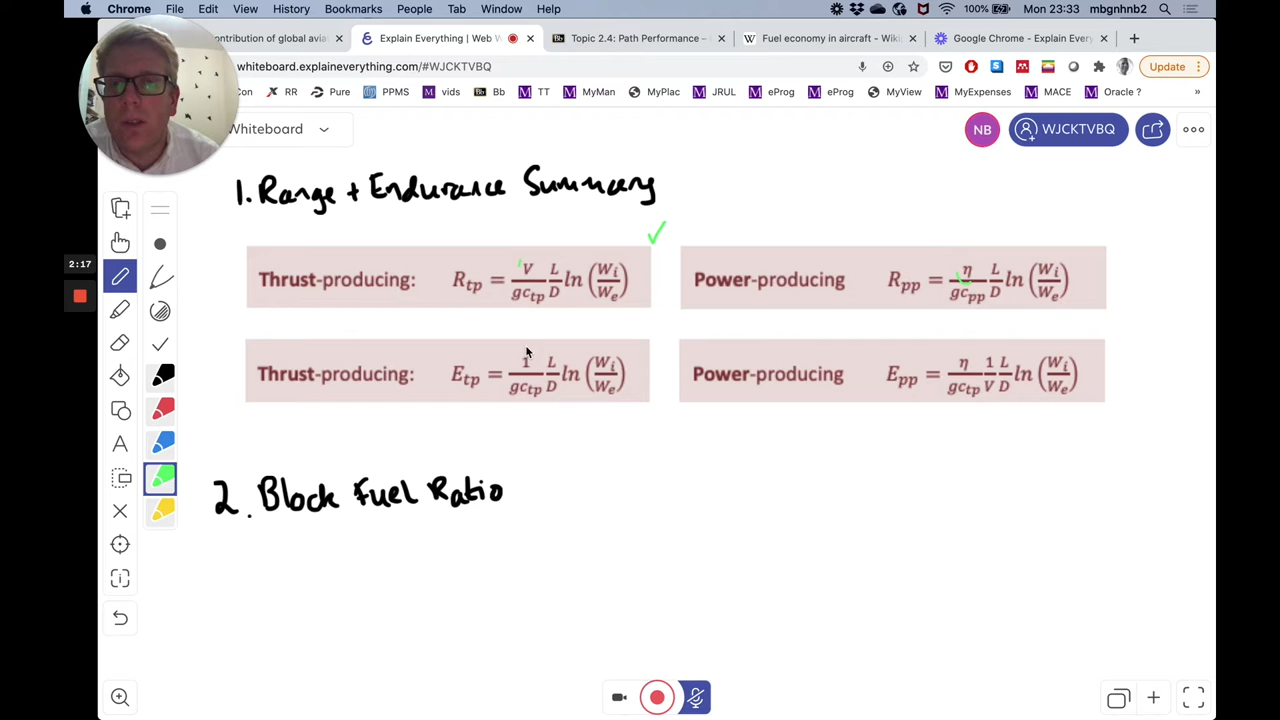 Chrome File Edit View History Bookmarks People Tab Window Help 100% Mon 23:33 mbgnhnb2
ontribution of global avia Explain Everything | Web W Topic 2.4: Path Performance – Fuel economy in aircraft - Wiki Google Chrome - Explain Every
whiteboard.explaineverything.com/#WJCKTVBQ Update
RR Pure PPMS vids Bb TT MyMan MyPlac JRUL eProg eProg MyView MyExpenses MACE Oracle ? »
Whiteboard NB WJCKTVBQ
1. Range + Endurance Summary
2:17
Thrust-producing: R_tp = V/(gc_tp) L/D ln (W_i/W_e) Power-producing R_pp = η/(gc_pp) L/D ln (W_i/W_e)
Thrust-producing: E_tp = 1/(gc_tp) L/D ln (W_i/W_e) Power-producing E_pp = η/(gc_tp) 1/V L/D ln (W_i/W_e)
2. Block Fuel Ratio